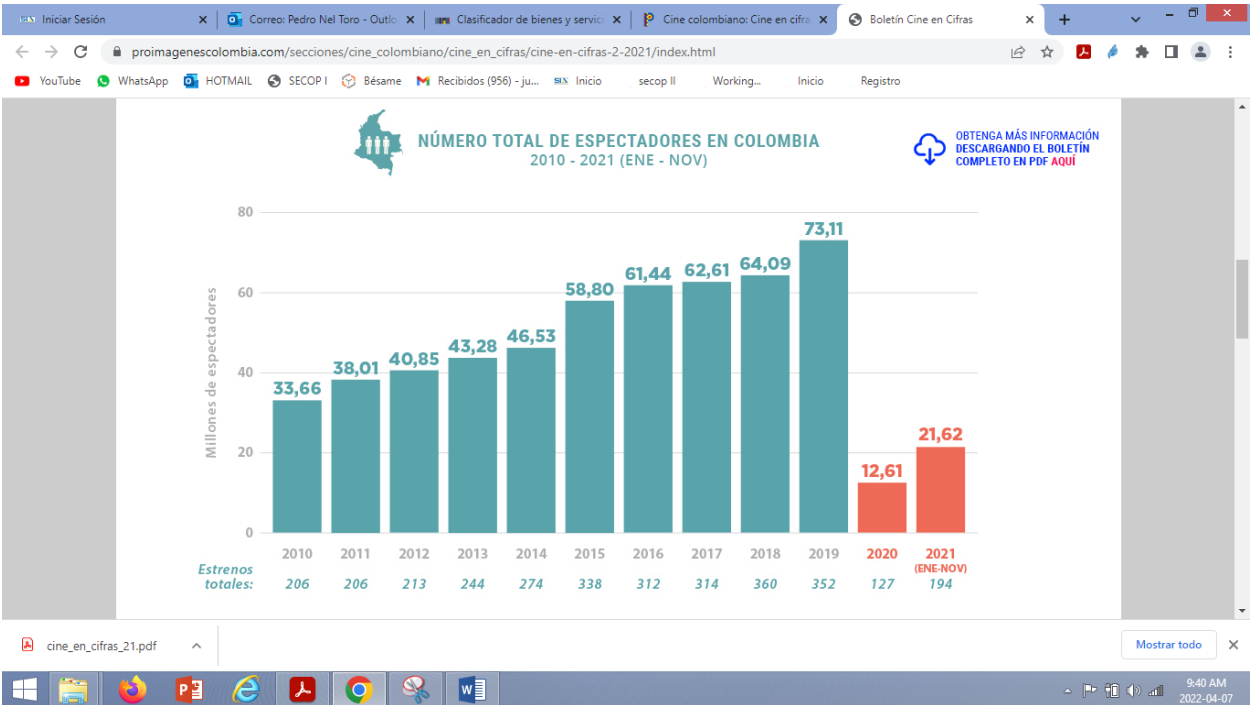 Iniciar Sesión
Correo: Pedro Nel Toro - Outlo
Clasificador de bienes y servici
Cine colombiano: Cine en cifra
Boletín Cine en Cifras
proimagenescolombia.com/secciones/cine_colombiano/cine_en_cifras/cine-en-cifras-2-2021/index.html
YouTube WhatsApp HOTMAIL SECOP I Bésame Recibidos (956) - ju... Inicio secop II Working... Inicio Registro
NÚMERO TOTAL DE ESPECTADORES EN COLOMBIA
2010 - 2021 (ENE - NOV)
OBTENGA MÁS INFORMACIÓN
DESCARGANDO EL BOLETÍN
COMPLETO EN PDF AQUÍ
Millones de espectadores
80
60
40
20
0
33,66
38,01
40,85
43,28
46,53
58,80
61,44
62,61
64,09
73,11
12,61
21,62
2010 2011 2012 2013 2014 2015 2016 2017 2018 2019 2020 2021
(ENE-NOV)
Estrenos
totales: 206 206 213 244 274 338 312 314 360 352 127 194
cine_en_cifras_21.pdf
Mostrar todo
9:40 AM
2022-04-07